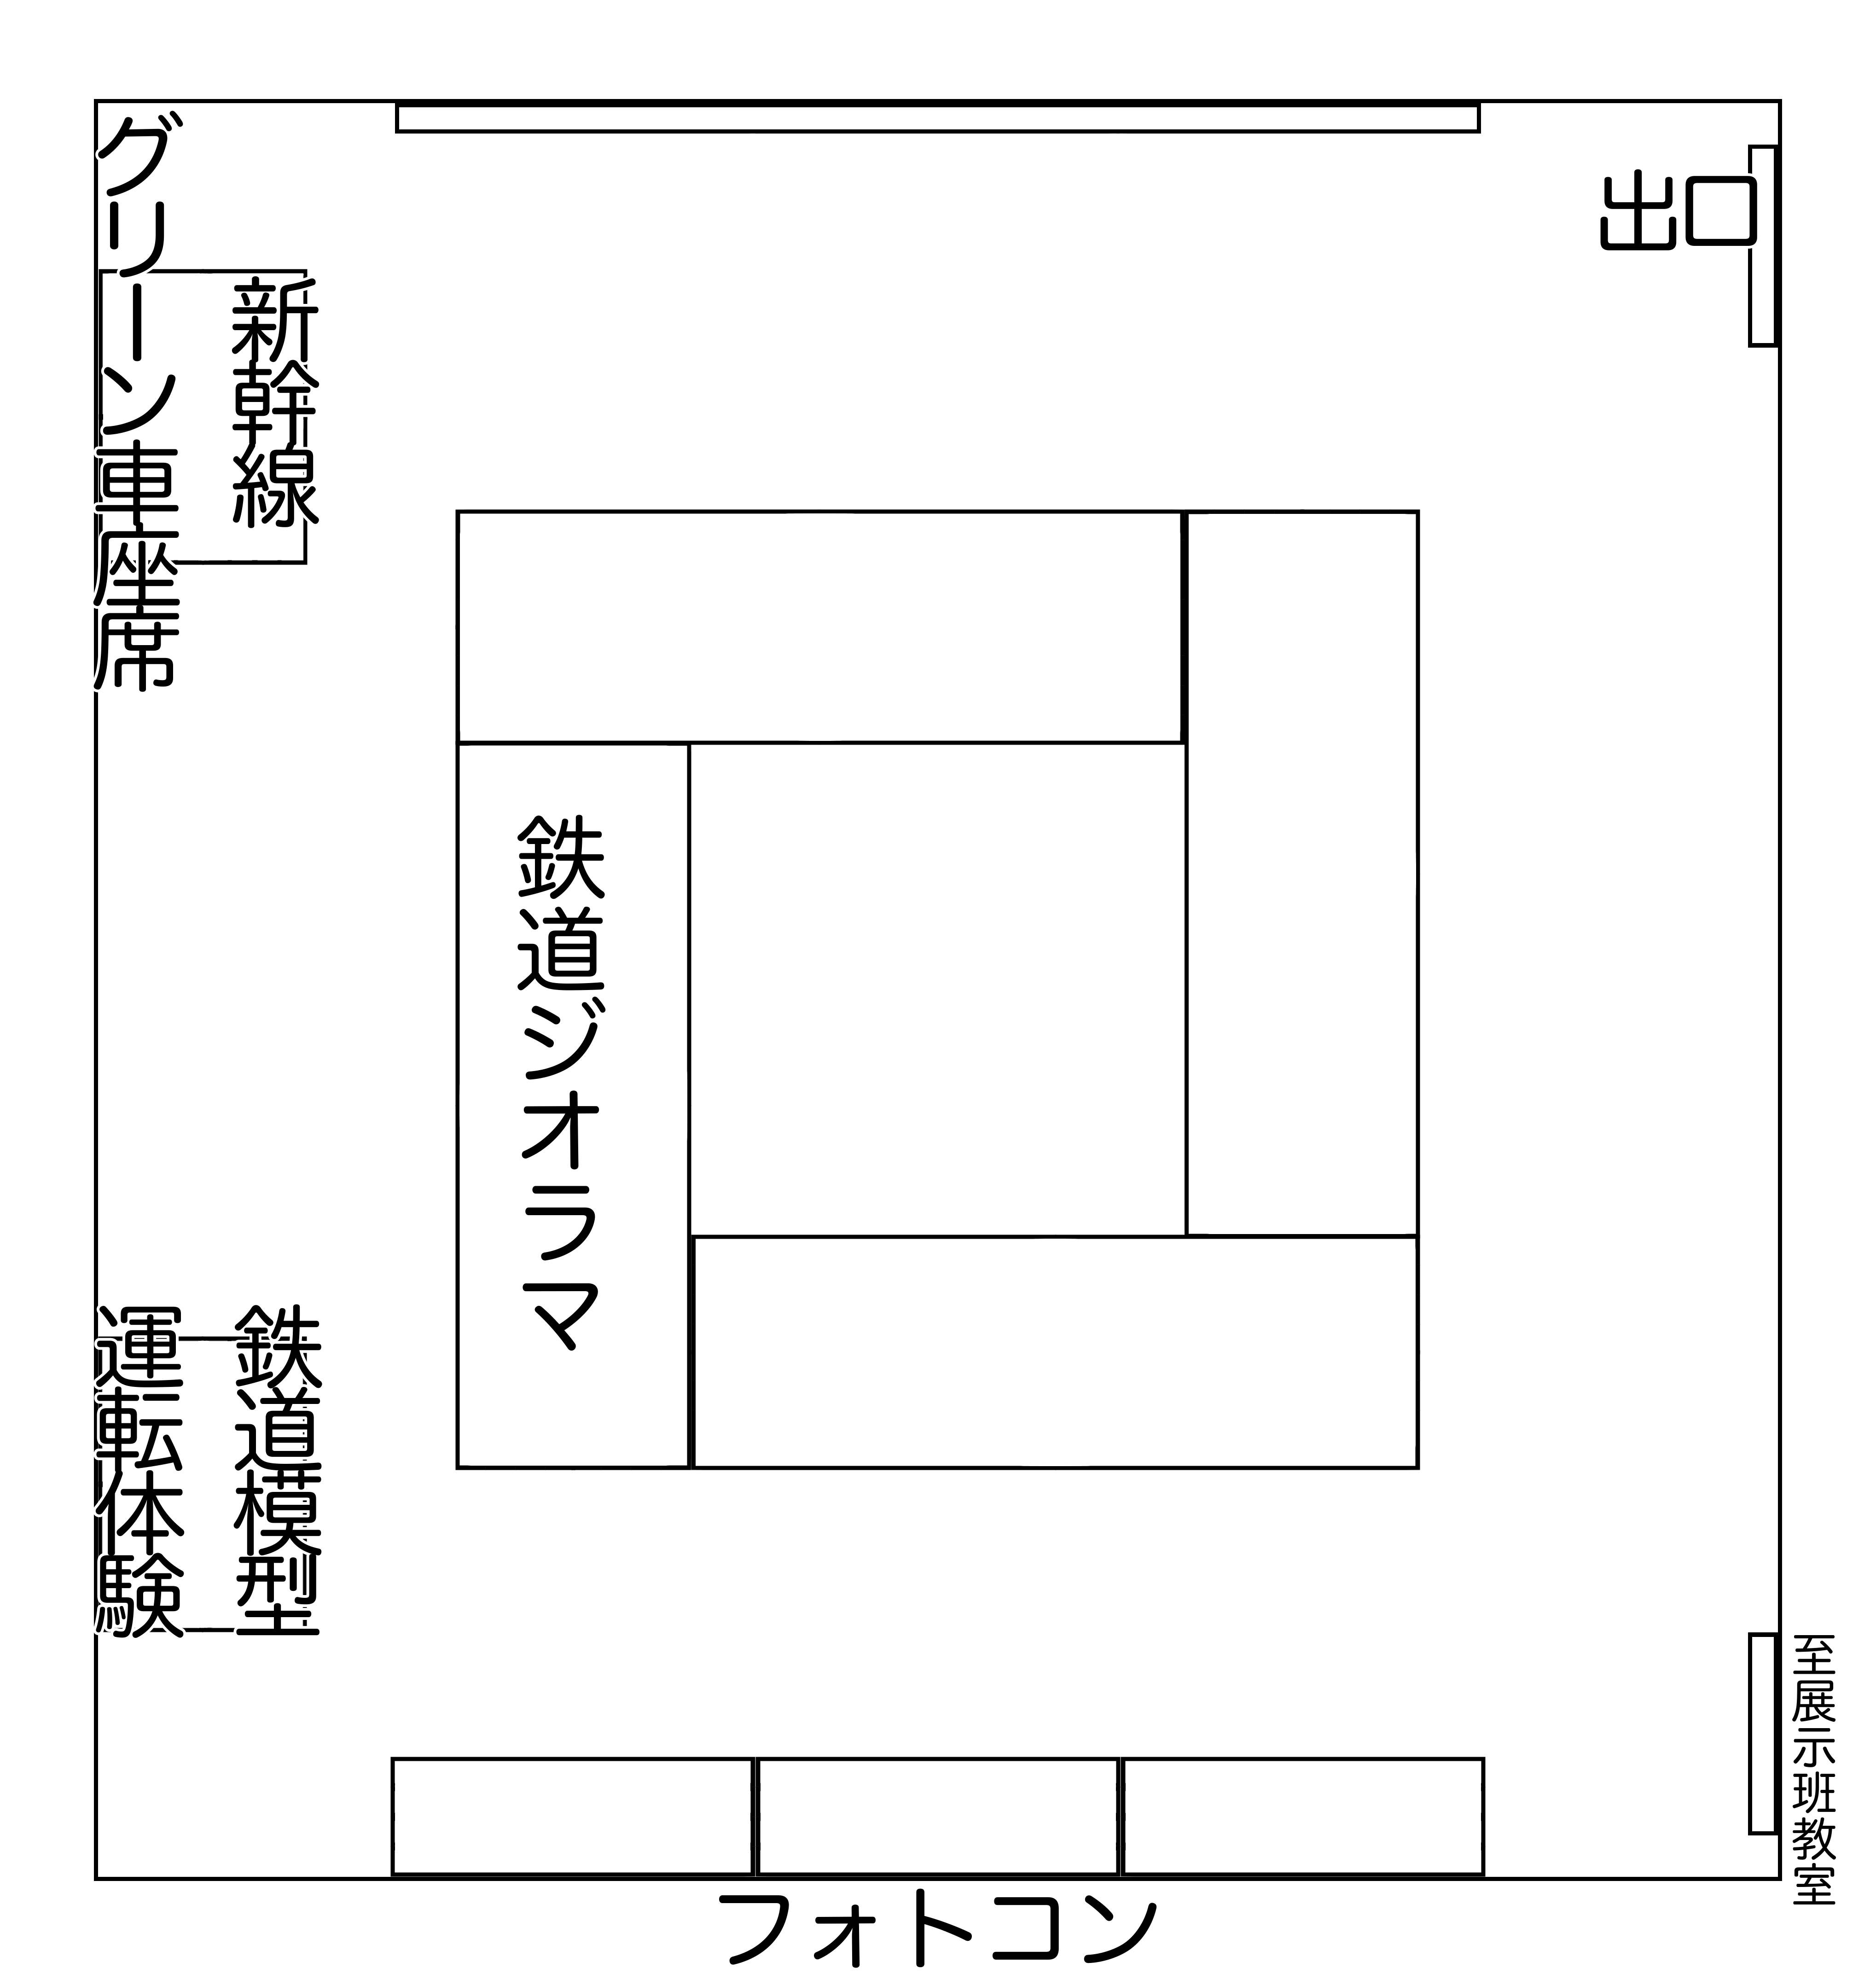 出口
新幹線
グリーン車座席
鉄道ジオラマ
鉄道模型
運転体験
至展示班教室
フォトコン